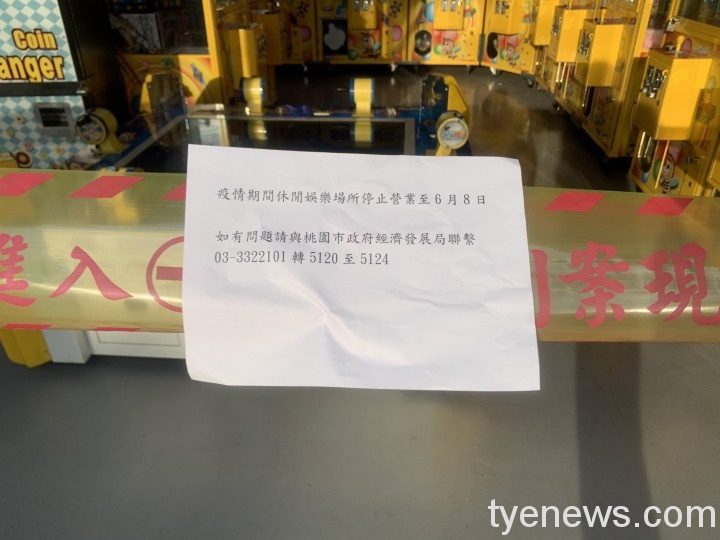 Coin
anger
疫情期間休閒娛樂場所停止營業至6月8日
如有問題請與桃園市政府經濟發展局聯繫
03-3322101 轉 5120 至 5124
進入
案現
tyenews.com